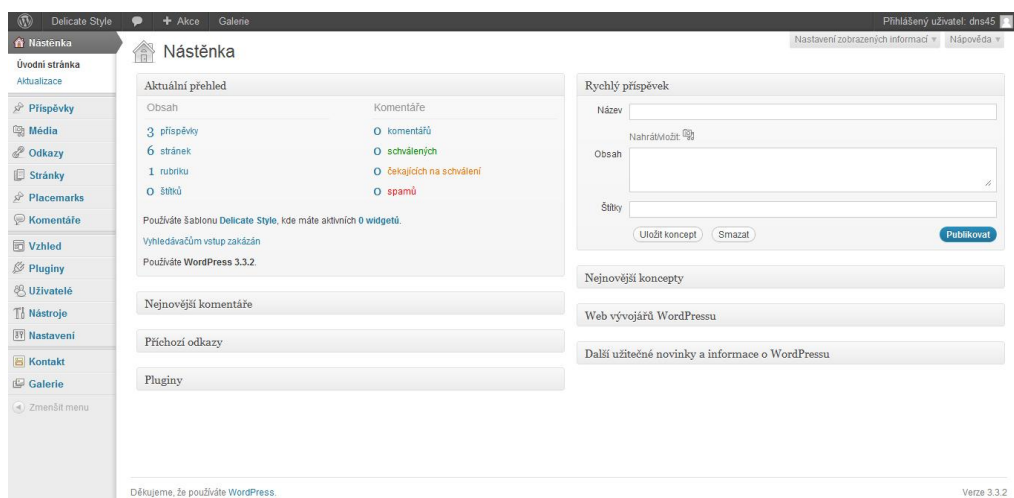 Delicate Style Akce Galerie Přihlášený uživatel: dns45
Nastavení zobrazených informací Nápověda
Nástěnka
Úvodní stránka
Aktualizace
Příspěvky
Média
Odkazy
Stránky
Placemarks
Komentáře
Vzhled
Pluginy
Uživatelé
Nástroje
Nastavení
Kontakt
Galerie
Zmenšit menu
Nástěnka
Aktuální přehled
Obsah Komentáře
3 příspěvky 0 komentářů
6 stránek 0 schválených
1 rubriku 0 čekajících na schválení
0 štítků 0 spamů
Používáte šablonu Delicate Style, kde máte aktivních 0 widgetů.
Vyhledávačům vstup zakázán
Používáte WordPress 3.3.2.
Nejnovější komentáře
Příchozí odkazy
Pluginy
Rychlý příspěvek
Název
Nahrát/vložit
Obsah
Štítky
Uložit koncept Smazat Publikovat
Nejnovější koncepty
Web vývojářů WordPressu
Další užitečné novinky a informace o WordPressu
Děkujeme, že používáte WordPress. Verze 3.3.2